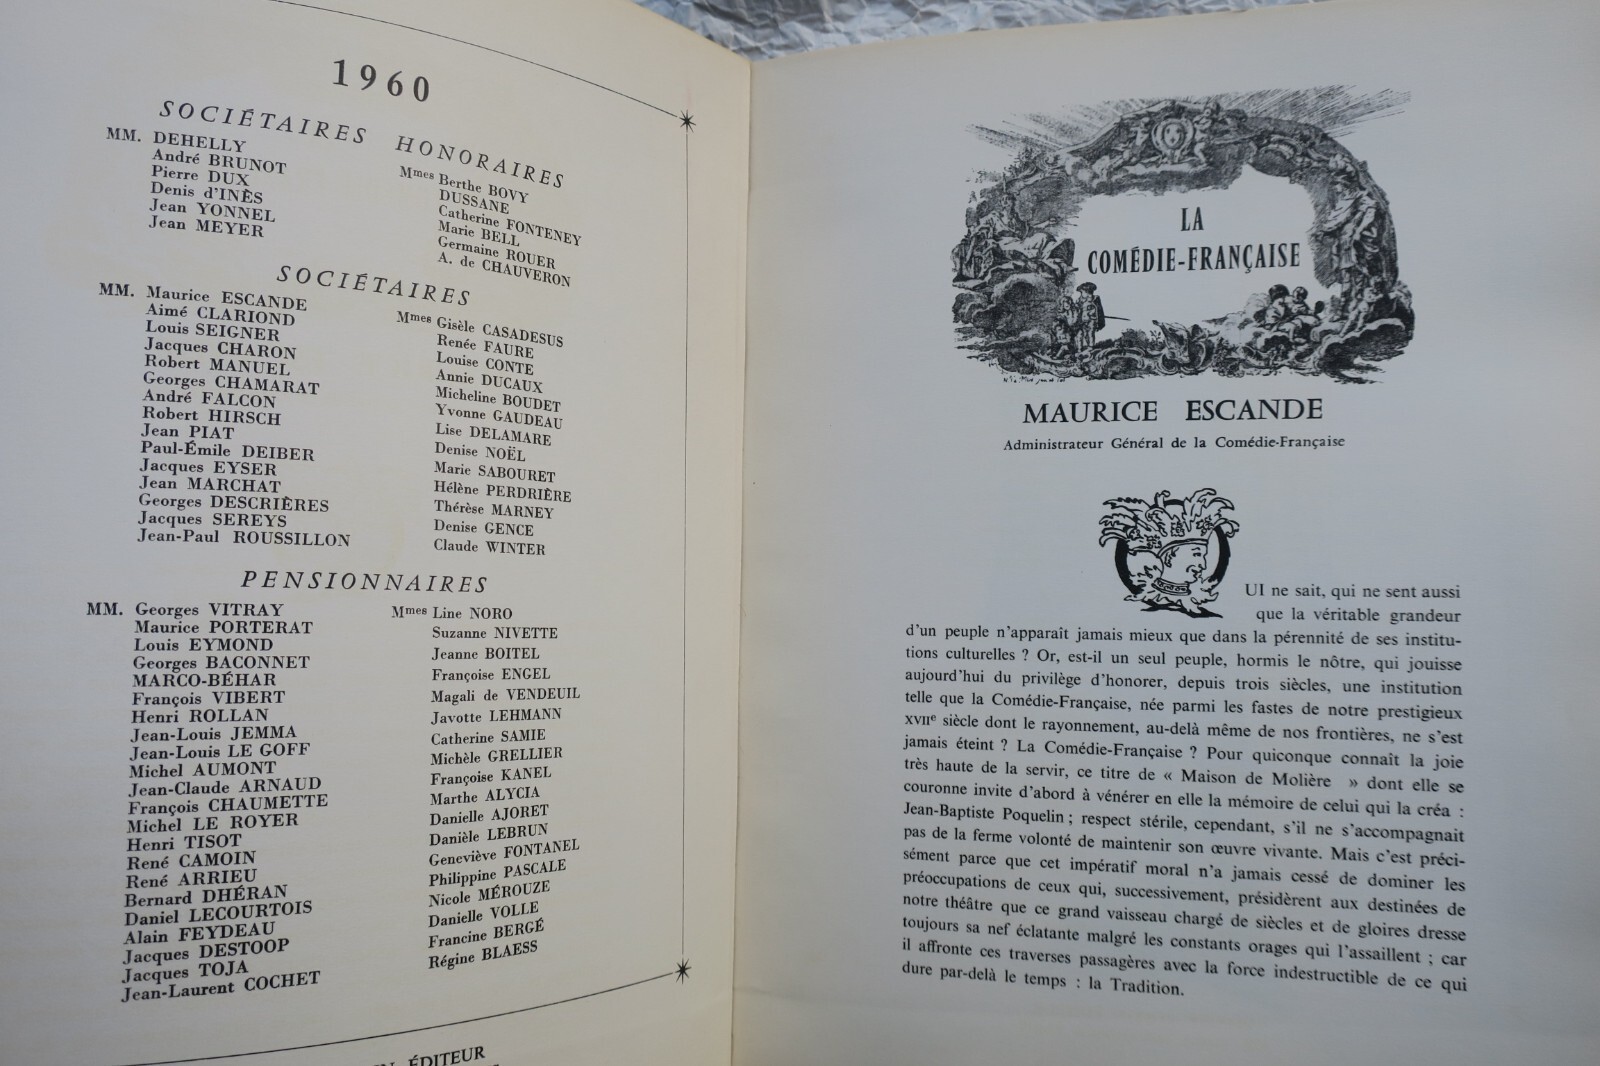 1960
SOCIÉTAIRES HONORAIRES
MM. DEHELLY
André BRUNOT
Pierre DUX
Denis d'INÈS
Jean YONNEL
Jean MEYER
Mmes Berthe BOVY
DUSSANE
Catherine FONTENEY
Marie BELL
Germaine ROUER
A. de CHAUVERON
SOCIÉTAIRES
MM. Maurice ESCANDE
Aimé CLARIOND
Louis SEIGNER
Jacques CHARON
Robert MANUEL
Georges CHAMARAT
André FALCON
Robert HIRSCH
Jean PIAT
Paul-Émile DEIBER
Jacques EYSER
Jean MARCHAT
Georges DESCRIÈRES
Jacques SEREYS
Jean-Paul ROUSSILLON
Mmes Gisèle CASADESUS
Renée FAURE
Louise CONTE
Annie DUCAUX
Micheline BOUDET
Yvonne GAUDEAU
Lise DELAMARE
Denise NOËL
Marie SABOURET
Hélène PERDRIÈRE
Thérèse MARNEY
Denise GENCE
Claude WINTER
PENSIONNAIRES
MM. Georges VITRAY
Maurice PORTERAT
Louis EYMOND
Georges BACONNET
MARCO-BÉHAR
François VIBERT
Henri ROLLAN
Jean-Louis JEMMA
Jean-Louis LE GOFF
Michel AUMONT
Jean-Claude ARNAUD
François CHAUMETTE
Michel LE ROYER
Henri TISOT
René CAMOIN
René ARRIEU
Bernard DHÉRAN
Daniel LECOURTOIS
Alain FEYDEAU
Jacques DESTOOP
Jacques TOJA
Jean-Laurent COCHET
Mmes Line NORO
Suzanne NIVETTE
Jeanne BOITEL
Françoise ENGEL
Magali de VENDEUIL
Javotte LEHMANN
Catherine SAMIE
Michèle GRELLIER
Françoise KANEL
Marthe ALYCIA
Danielle AJORET
Danièle LEBRUN
Geneviève FONTANEL
Philippine PASCALE
Nicole MÉROUZE
Danielle VOLLE
Francine BERGÉ
Régine BLAESS
ÉDITEUR
LA
COMÉDIE-FRANÇAISE
MAURICE ESCANDE
Administrateur Général de la Comédie-Française
UI ne sait, qui ne sent aussi
que la véritable grandeur
d'un peuple n'apparaît jamais mieux que dans la pérennité de ses institu-
tions culturelles ? Or, est-il un seul peuple, hormis le nôtre, qui jouisse
aujourd'hui du privilège d'honorer, depuis trois siècles, une institution
telle que la Comédie-Française, née parmi les fastes de notre prestigieux
XVIIe siècle dont le rayonnement, au-delà même de nos frontières, ne s'est
jamais éteint ? La Comédie-Française ? Pour quiconque connaît la joie
très haute de la servir, ce titre de « Maison de Molière » dont elle se
couronne invite d'abord à vénérer en elle la mémoire de celui qui la créa :
Jean-Baptiste Poquelin ; respect stérile, cependant, s'il ne s'accompagnait
pas de la ferme volonté de maintenir son œuvre vivante. Mais c'est préci-
sément parce que cet impératif moral n'a jamais cessé de dominer les
préoccupations de ceux qui, successivement, présidèrent aux destinées de
notre théâtre que ce grand vaisseau chargé de siècles et de gloires dresse
toujours sa nef éclatante malgré les constants orages qui l'assaillent ; car
il affronte ces traverses passagères avec la force indestructible de ce qui
dure par-delà le temps : la Tradition.